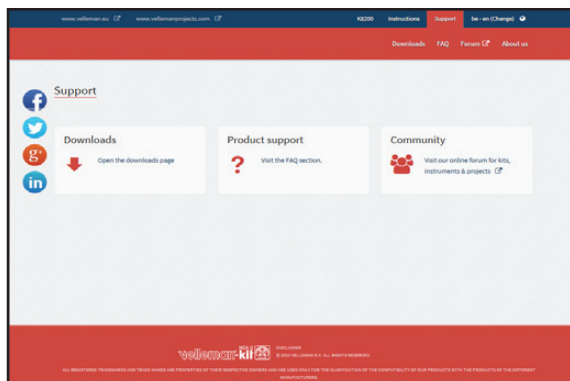 www.velleman.eu www.vellemanprojects.com K8200 Instructions Support be - en (Change)
Downloads FAQ Forum About us
Support
Downloads
Open the downloads page
Product support
?
Visit the FAQ section.
Community
Visit our online forum for kits,
instruments & projects
f
g+
in
velleman-kit
DISCLAIMER
VELLEMAN N.V. ALL RIGHTS RESERVED.
ALL REGISTERED TRADEMARKS AND TRADE NAMES ARE PROPERTIES OF THEIR RESPECTIVE OWNERS AND ARE USED ONLY FOR THE CLARIFICATION OF THE COMPATIBILITY OF OUR PRODUCTS WITH THE PRODUCTS OF THE DIFFERENT
MANUFACTURERS.